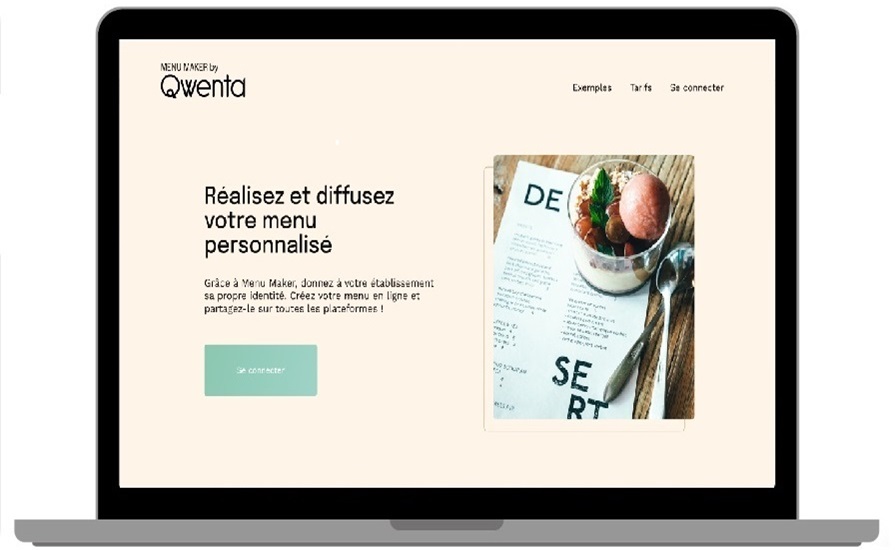 MENU MAKER by
Qwenta
Exemples
Tarifs
Se connecter
Réalisez et diffusez
votre menu
personnalisé
Grâce à Menu Maker, donnez à votre établissement
sa propre identité. Créez votre menu en ligne et
partagez-le sur toutes les plateformes !
Se connecter
DE
SE
RT